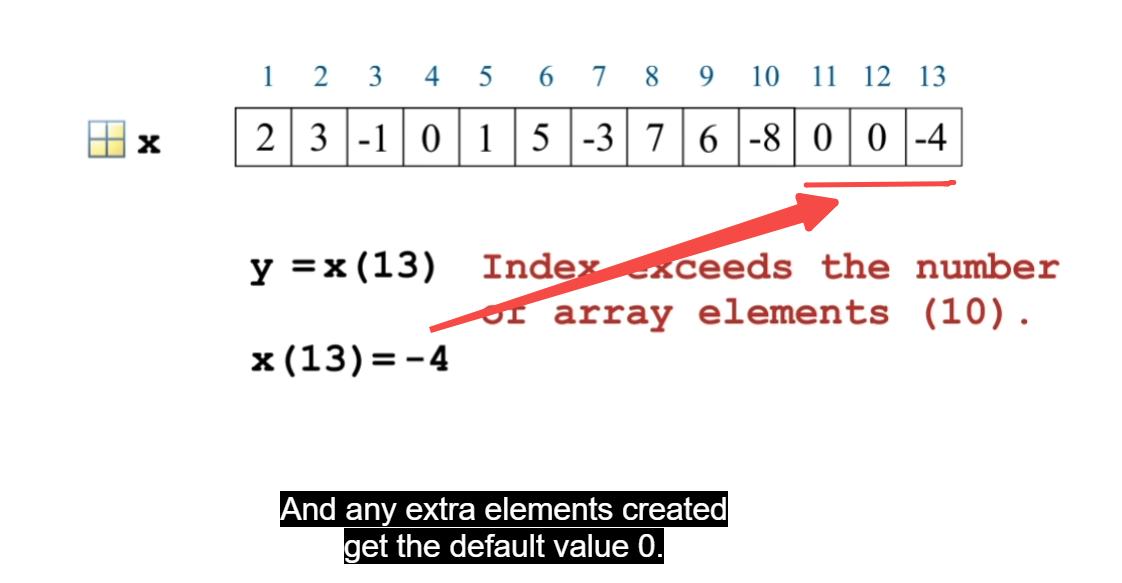 1 2 3 4 5 6 7 8 9 10 11 12 13
x 2 3 -1 0 1 5 -3 7 6 -8 0 0 -4
y =x(13) Index exceeds the number
of array elements (10).
x(13)=-4
And any extra elements created
get the default value 0.